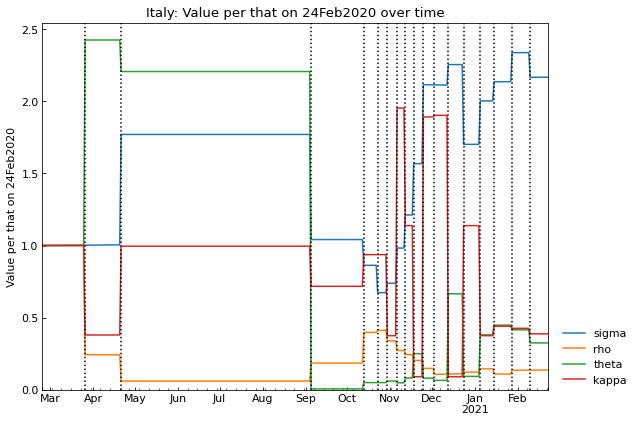 Italy: Value per that on 24Feb2020 over time
Value per that on 24Feb2020
2.5
2.0
1.5
1.0
0.5
0.0
Mar Apr May Jun Jul Aug Sep Oct Nov Dec Jan Feb
2021
sigma
rho
theta
kappa